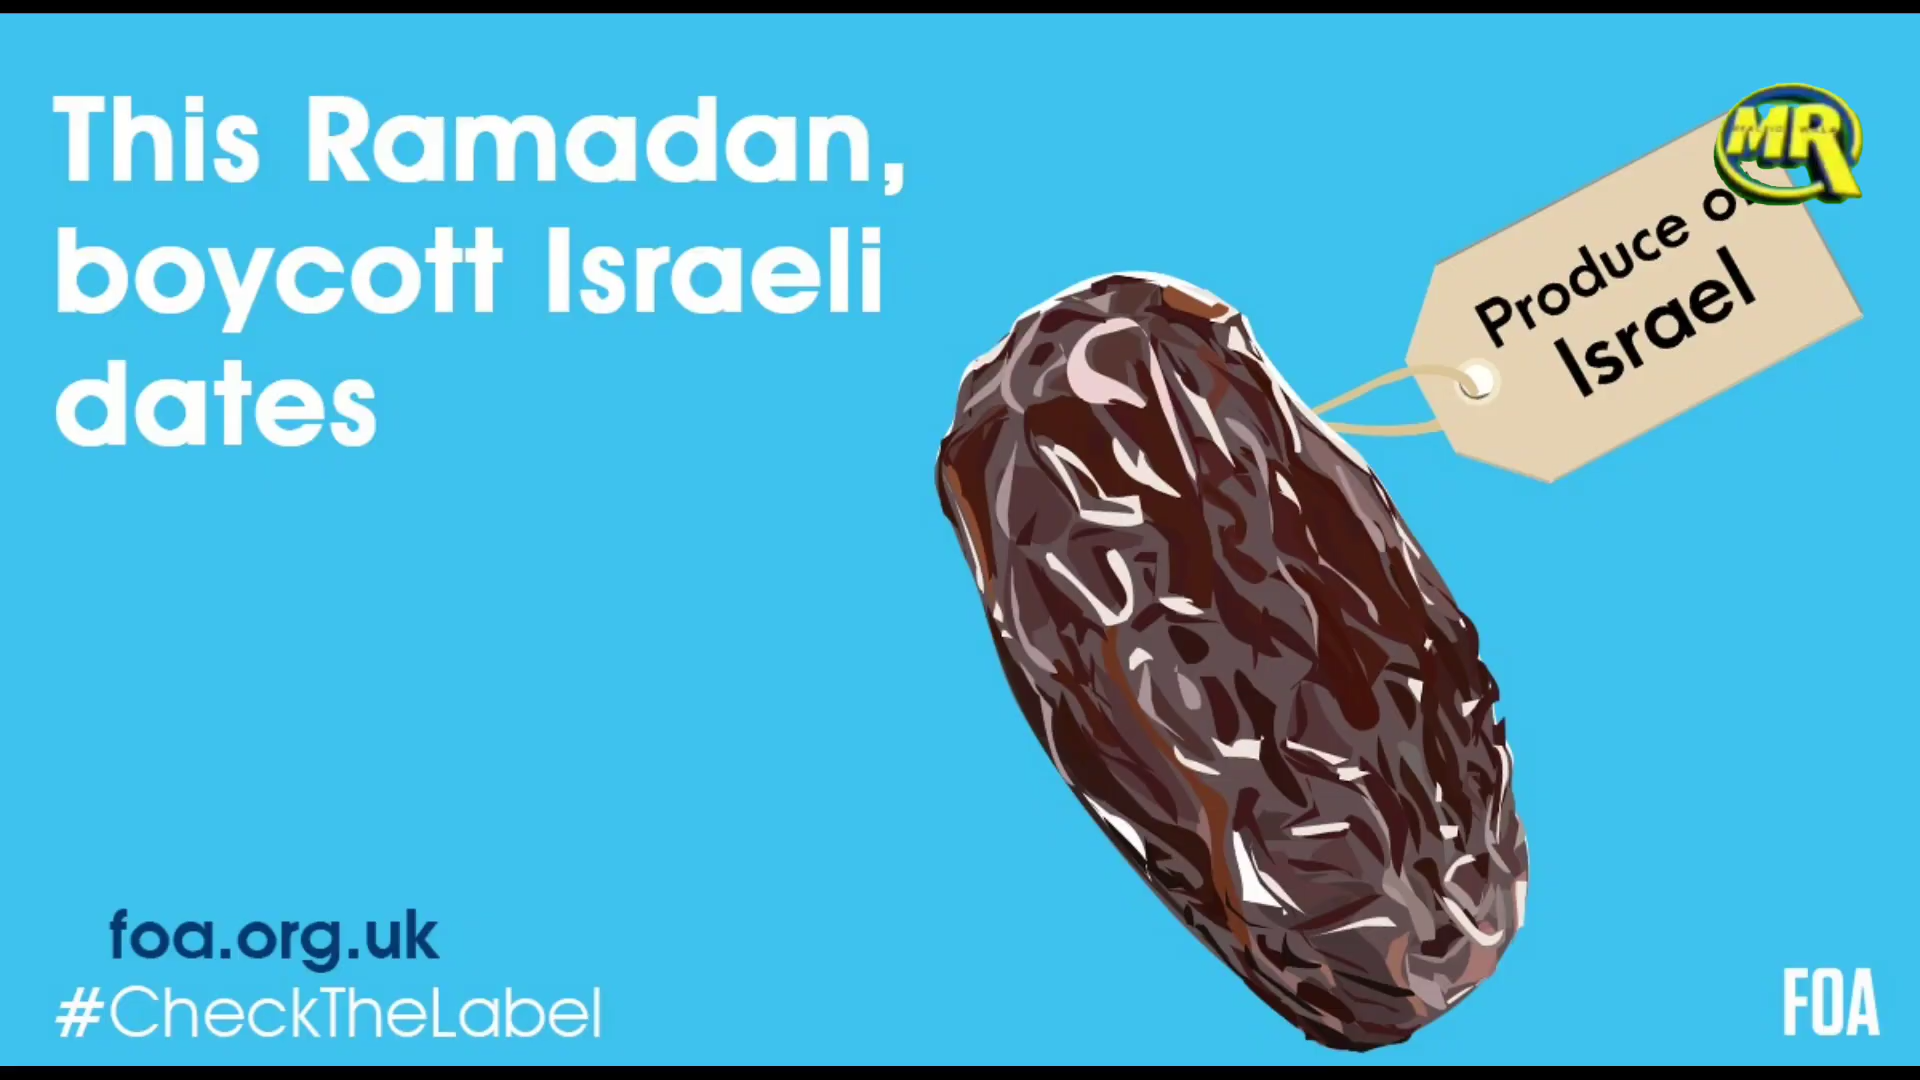 This Ramadan,
boycott Israeli
dates
MR
Produce of
Israel
foa.org.uk
#CheckTheLabel
FOA